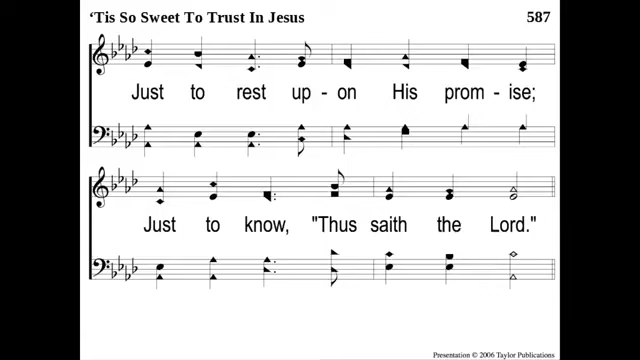 ‘Tis So Sweet To Trust In Jesus 587
Just to rest up - on His prom - ise;
Just to know, "Thus saith the Lord."
Presentation © 2006 Taylor Publications